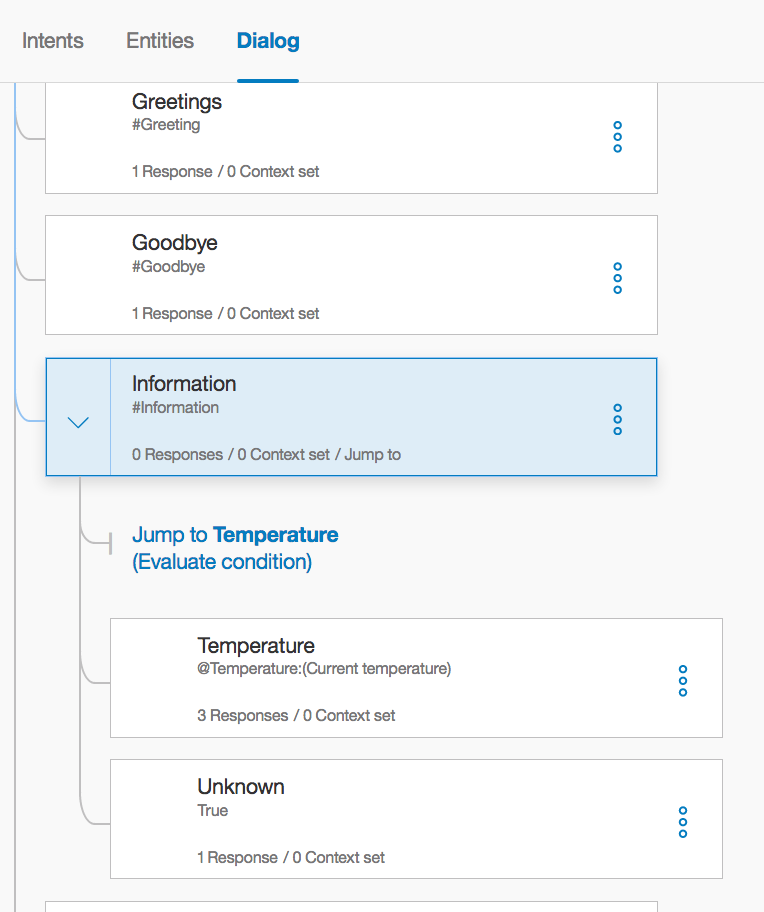 Intents Entities Dialog
Greetings
#Greeting
1 Response / 0 Context set
Goodbye
#Goodbye
1 Response / 0 Context set
Information
#Information
0 Responses / 0 Context set / Jump to
Jump to Temperature
(Evaluate condition)
Temperature
@Temperature:(Current temperature)
3 Responses / 0 Context set
Unknown
True
1 Response / 0 Context set